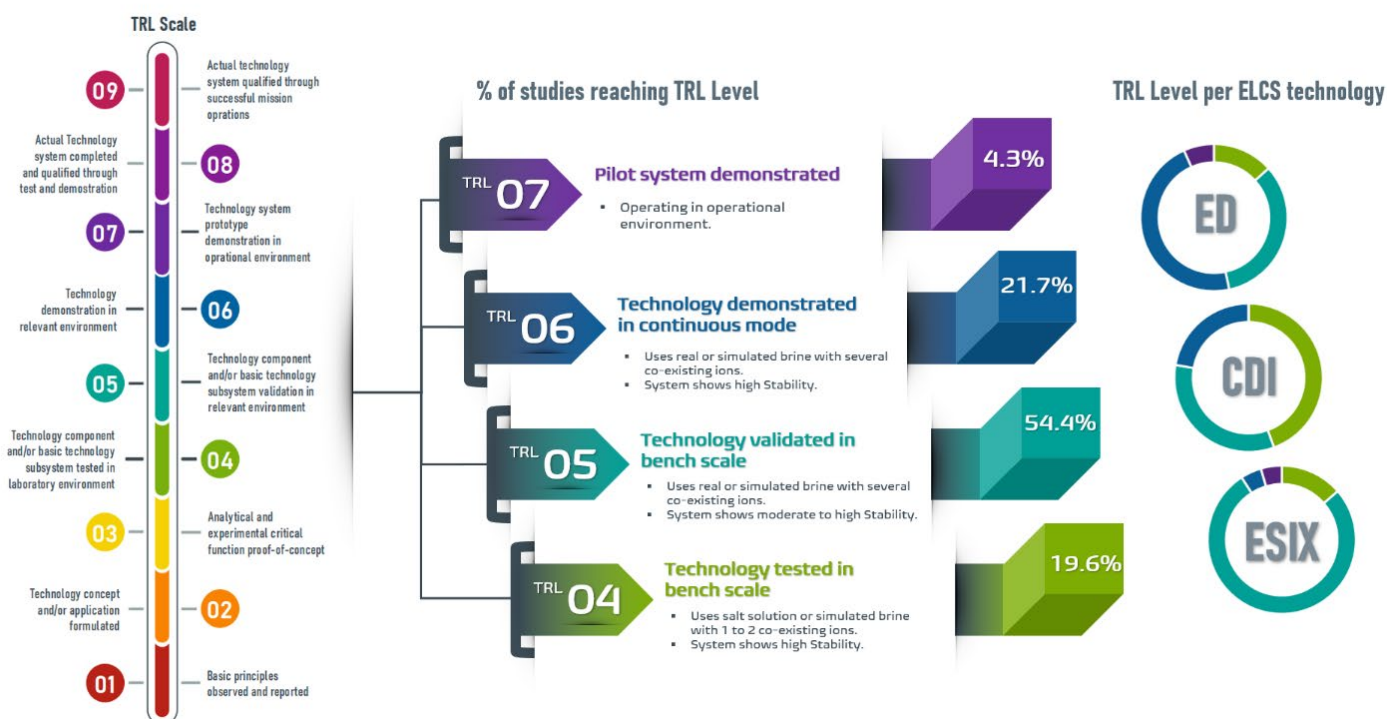 TRL Scale
09
Actual technology
system qualified through
successful mission
oprations
Actual Technology
system completed
and qualified through
test and demostration
08
07
Technology system
prototype
demonstration in
oprational environment
Technology
demonstration in
relevant environment
06
05
Technology component
and/or basic technology
subsystem validation in
relevant environment
Technology component
and/or basic technology
subsystem tested in
laboratory environment
04
03
Analytical and
experimental critical
function proof-of-concept
Technology concept
and/or application
formulated
02
01
Basic principles
observed and reported
% of studies reaching TRL Level
TRL 07
Pilot system demonstrated
▪ Operating in operational
environment.
4.3%
TRL 06
Technology demonstrated
in continuous mode
▪ Uses real or simulated brine with several
co-existing ions.
▪ System shows high Stability.
21.7%
TRL 05
Technology validated in
bench scale
▪ Uses real or simulated brine with several
co-existing ions.
▪ System shows moderate to high Stability.
54.4%
TRL 04
Technology tested in
bench scale
▪ Uses salt solution or simulated brine
with 1 to 2 co-existing ions.
▪ System shows high Stability.
19.6%
TRL Level per ELCS technology
ED
CDI
ESIX